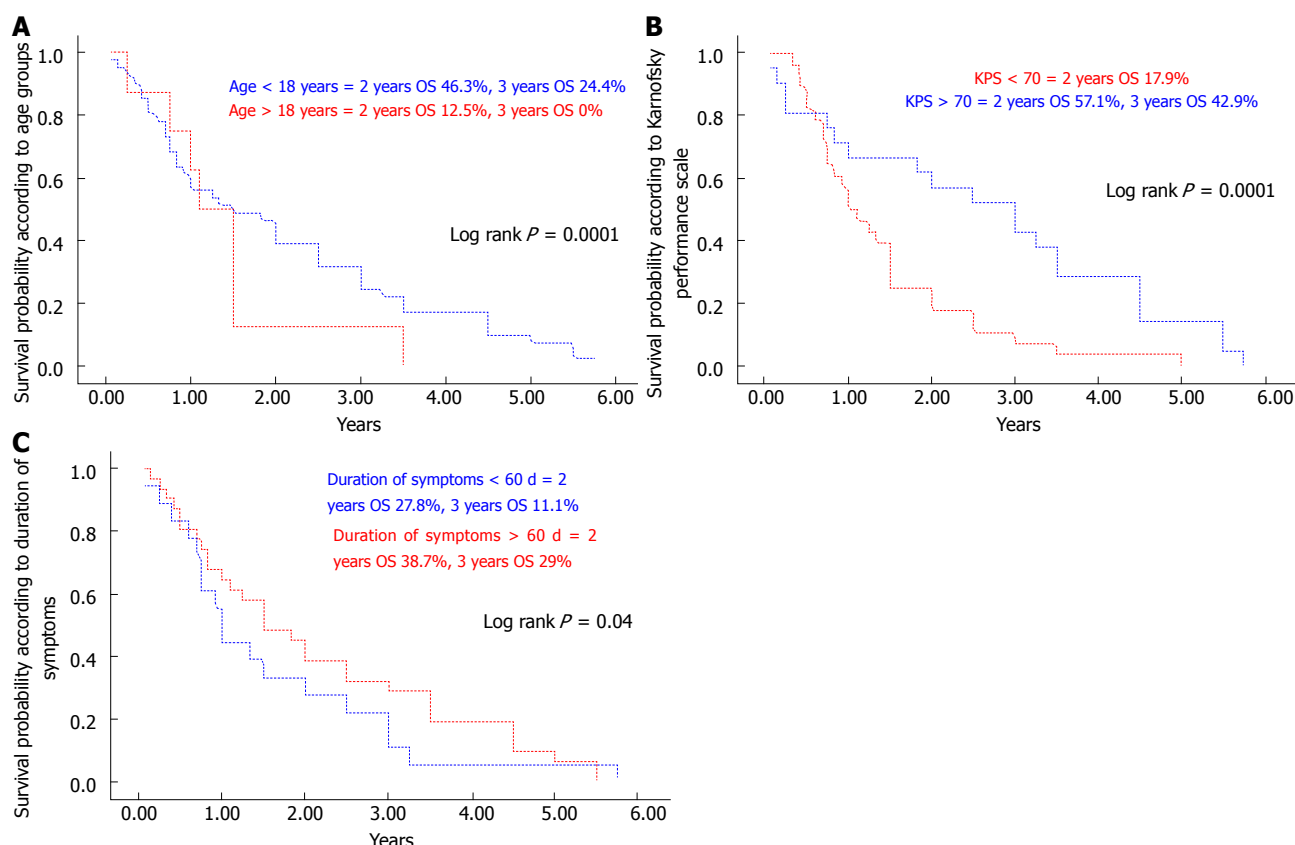 A
Survival probability according to age groups
1.0
0.8
0.6
0.4
0.2
0.0
Age < 18 years = 2 years OS 46.3%, 3 years OS 24.4%
Age > 18 years = 2 years OS 12.5%, 3 years OS 0%
Log rank P = 0.0001
0.00 1.00 2.00 3.00 4.00 5.00 6.00
Years
B
Survival probability according to Karnofsky
performance scale
1.0
0.8
0.6
0.4
0.2
0.0
KPS < 70 = 2 years OS 17.9%
KPS > 70 = 2 years OS 57.1%, 3 years OS 42.9%
Log rank P = 0.0001
0.00 1.00 2.00 3.00 4.00 5.00 6.00
Years
C
Survival probability according to duration of
symptoms
1.0
0.8
0.6
0.4
0.2
0.0
Duration of symptoms < 60 d = 2
years OS 27.8%, 3 years OS 11.1%
Duration of symptoms > 60 d = 2
years OS 38.7%, 3 years OS 29%
Log rank P = 0.04
0.00 1.00 2.00 3.00 4.00 5.00 6.00
Years